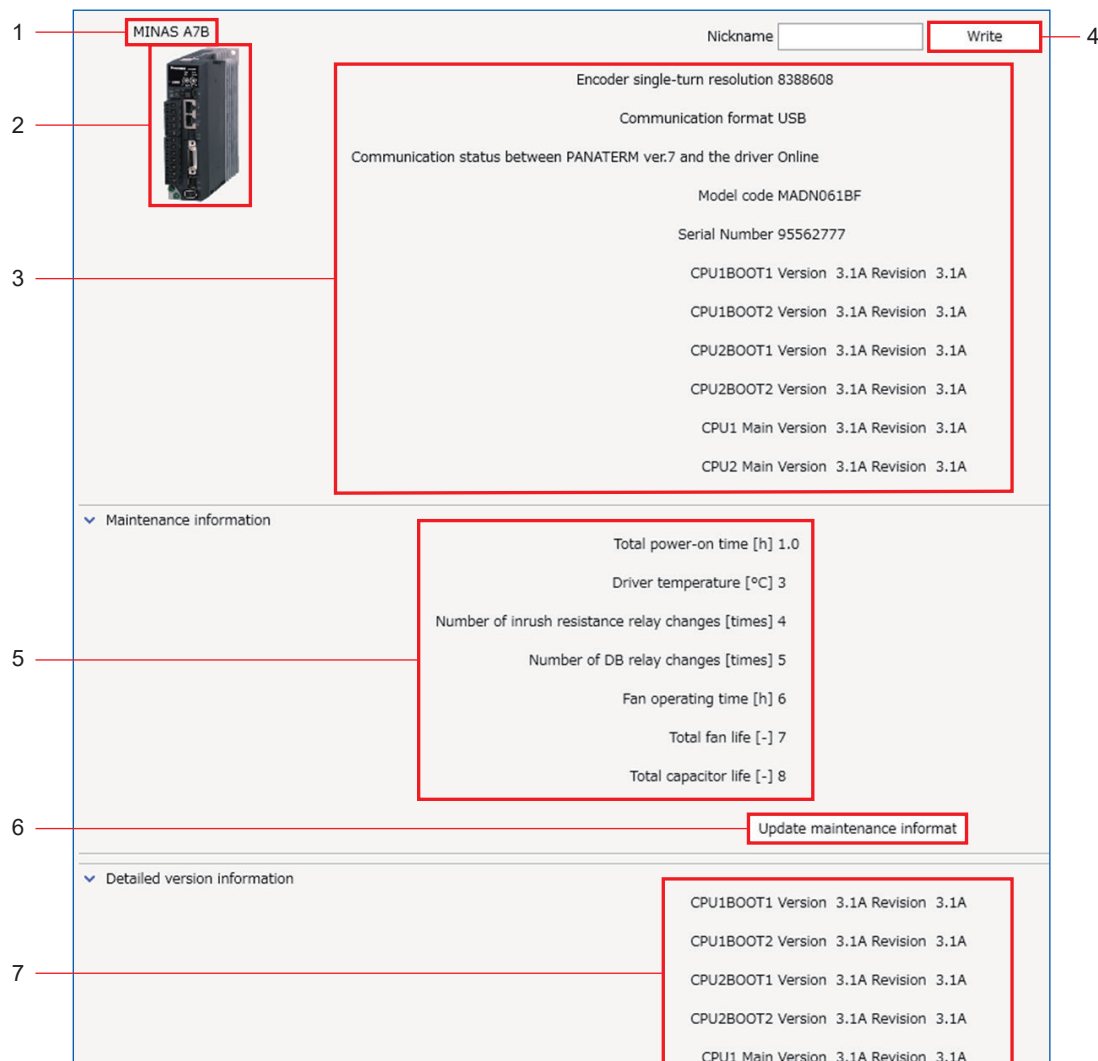 1
MINAS A7B
Nickname
Write
4
2
Encoder single-turn resolution 8388608
Communication format USB
Communication status between PANATERM ver.7 and the driver Online
Model code MADN061BF
Serial Number 95562777
3
CPU1BOOT1 Version 3.1A Revision 3.1A
CPU1BOOT2 Version 3.1A Revision 3.1A
CPU2BOOT1 Version 3.1A Revision 3.1A
CPU2BOOT2 Version 3.1A Revision 3.1A
CPU1 Main Version 3.1A Revision 3.1A
CPU2 Main Version 3.1A Revision 3.1A
Maintenance information
Total power-on time [h] 1.0
Driver temperature [°C] 3
Number of inrush resistance relay changes [times] 4
5
Number of DB relay changes [times] 5
Fan operating time [h] 6
Total fan life [-] 7
Total capacitor life [-] 8
6
Update maintenance informat
Detailed version information
CPU1BOOT1 Version 3.1A Revision 3.1A
CPU1BOOT2 Version 3.1A Revision 3.1A
7
CPU2BOOT1 Version 3.1A Revision 3.1A
CPU2BOOT2 Version 3.1A Revision 3.1A
CPU1 Main Version 3.1A Revision 3.1A